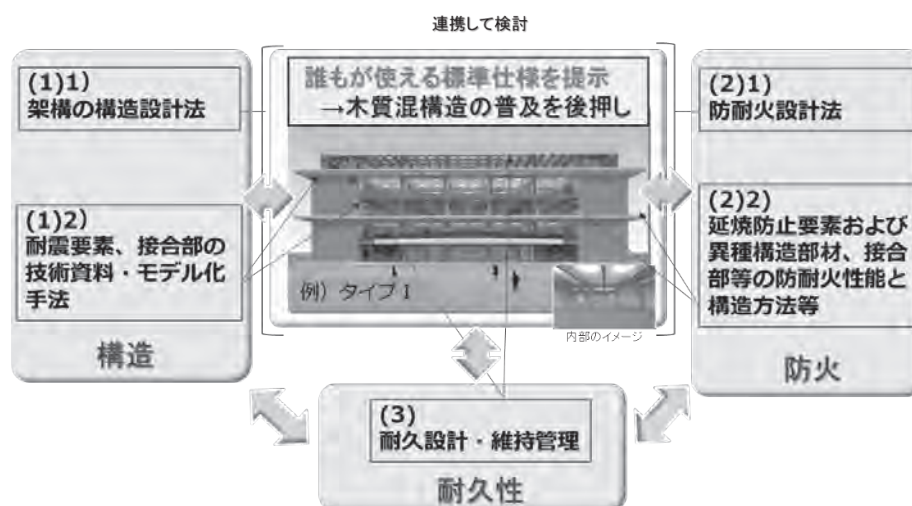 連携して検討
(1)1)
架構の構造設計法
(1)2)
耐震要素、接合部の
技術資料・モデル化
手法
構造
誰もが使える標準仕様を提示
→木質混構造の普及を後押し
例）タイプⅠ
内部のイメージ
(2)1)
防耐火設計法
(2)2)
延焼防止要素および
異種構造部材、接合
部等の防耐火性能と
構造方法等
防火
(3)
耐久設計・維持管理
耐久性